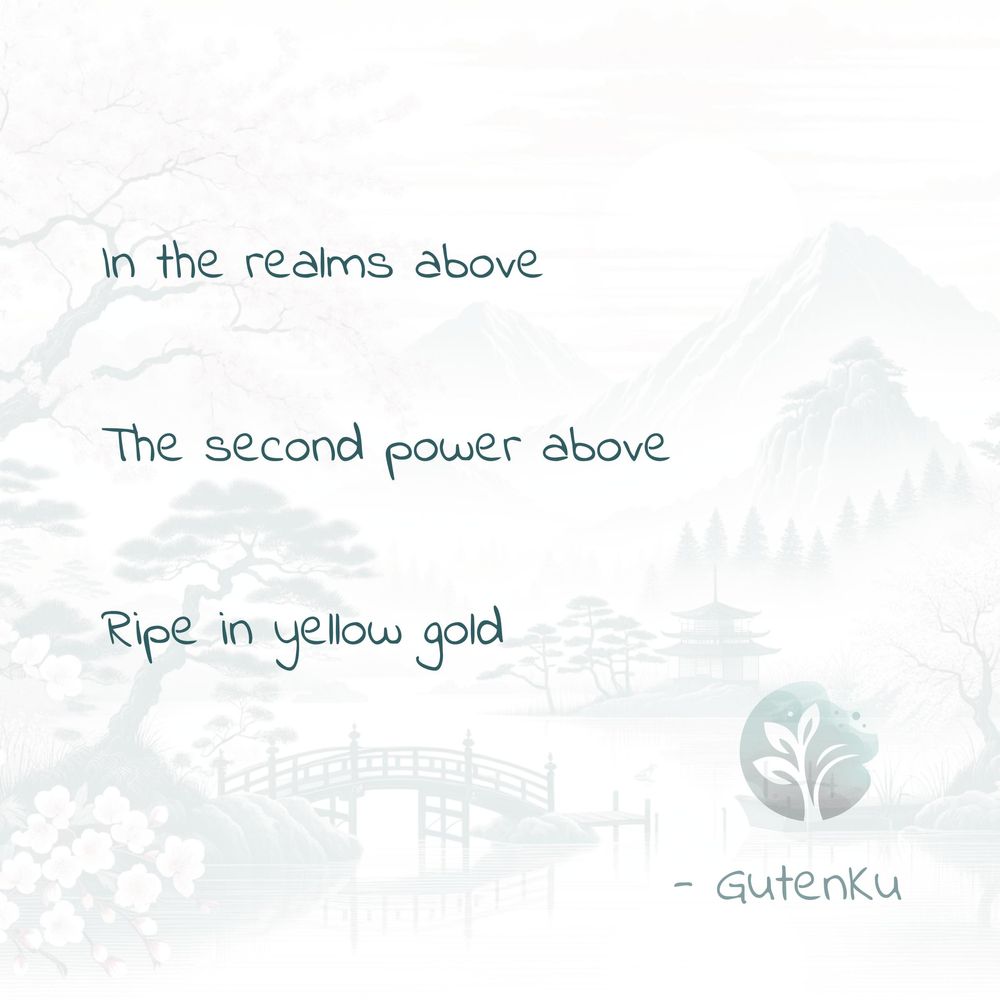 In the realms above
The second power above
Ripe in yellow gold
- GutenKu